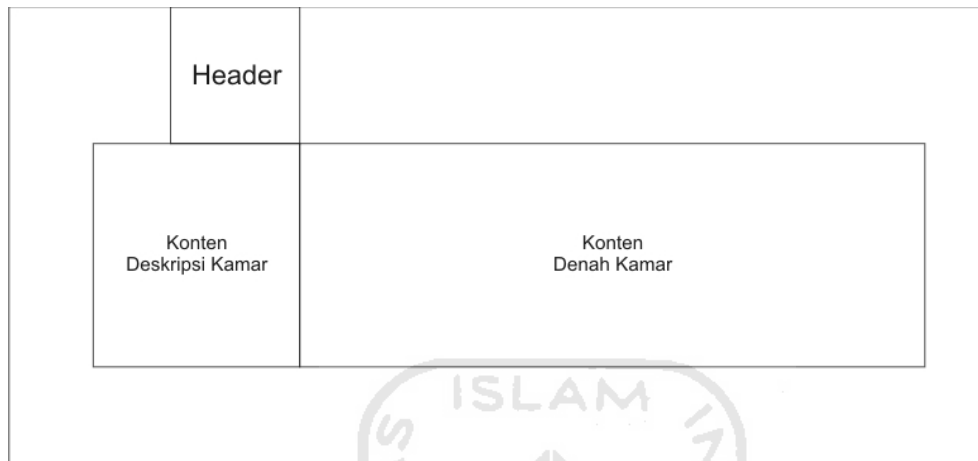 Header
Konten
Deskripsi Kamar
Konten
Denah Kamar
ISLAM